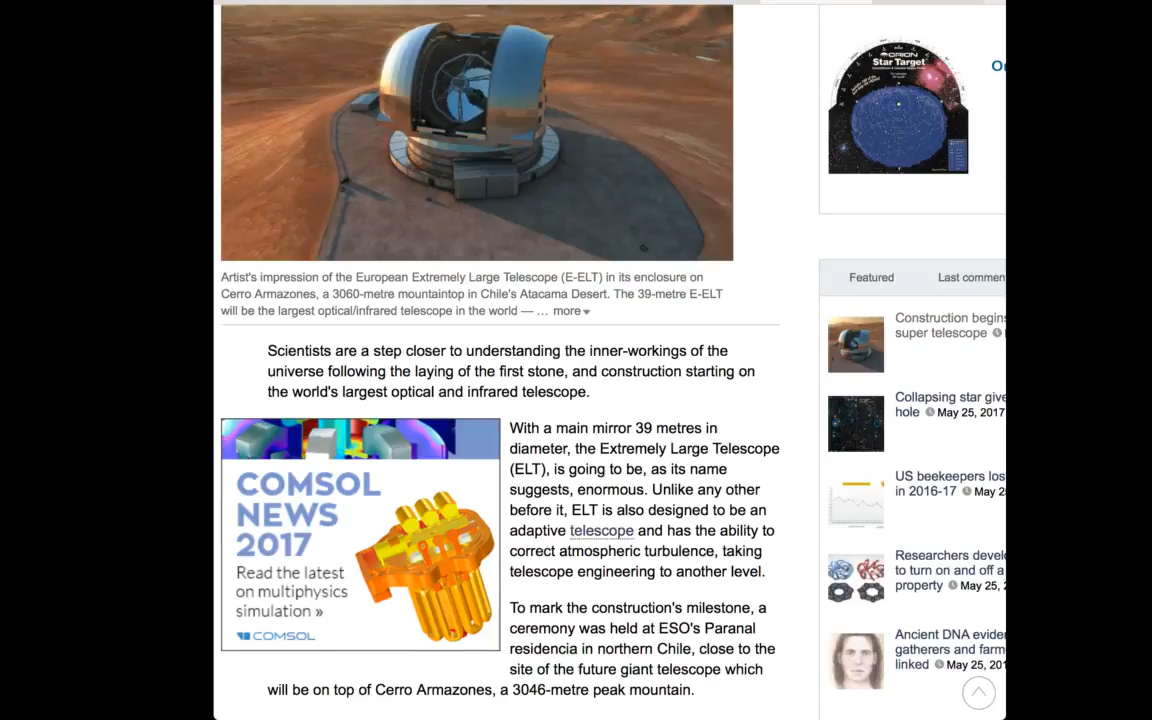 Artist's impression of the European Extremely Large Telescope (E-ELT) in its enclosure on
Cerro Armazones, a 3060-metre mountaintop in Chile's Atacama Desert. The 39-metre E-ELT
will be the largest optical/infrared telescope in the world — ... more
Scientists are a step closer to understanding the inner-workings of the
universe following the laying of the first stone, and construction starting on
the world's largest optical and infrared telescope.
With a main mirror 39 metres in
diameter, the Extremely Large Telescope
(ELT), is going to be, as its name
suggests, enormous. Unlike any other
before it, ELT is also designed to be an
adaptive telescope and has the ability to
correct atmospheric turbulence, taking
telescope engineering to another level.
To mark the construction's milestone, a
ceremony was held at ESO's Paranal
residencia in northern Chile, close to the
site of the future giant telescope which
will be on top of Cerro Armazones, a 3046-metre peak mountain.
COMSOL
NEWS
2017
Read the latest
on multiphysics
simulation »
COMSOL
ORION
Star Target
Or
Featured Last commen
Construction begins
super telescope
Collapsing star give
hole May 25, 2017
US beekeepers los
in 2016-17 May 2
Researchers devel
to turn on and off a
property May 25, 2
Ancient DNA evide
gatherers and farm
linked May 25, 201